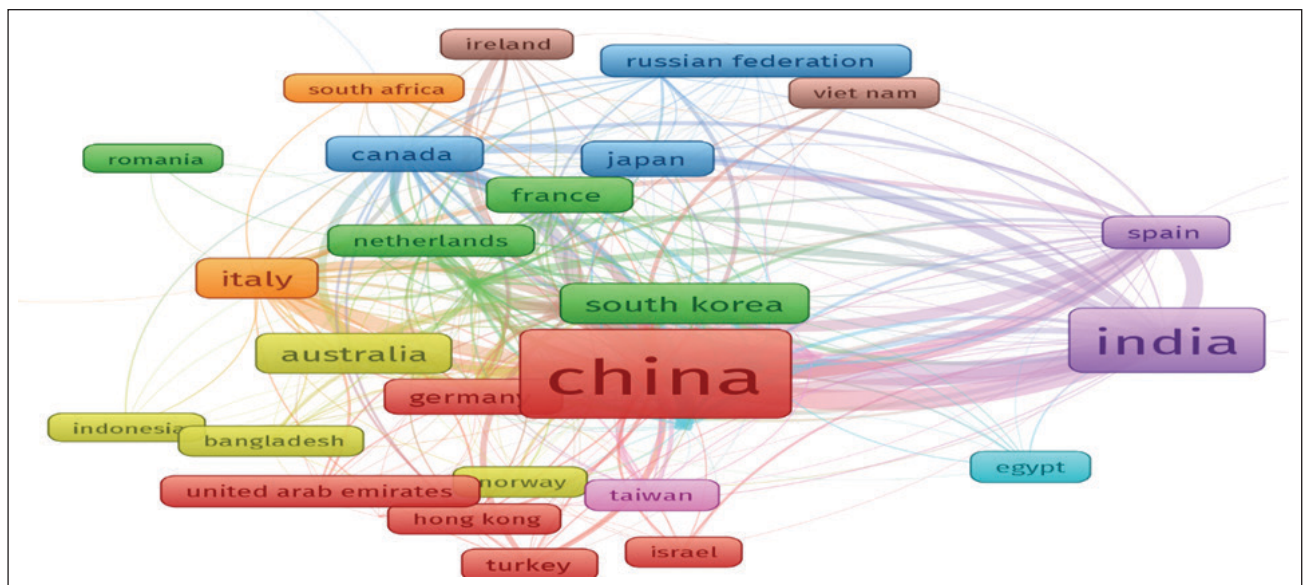 ireland
russian federation
south africa
viet nam
romania
canada
japan
france
netherlands
spain
italy
south korea
australia
india
china
germany
indonesia
bangladesh
egypt
united arab emirates
norway
taiwan
hong kong
israel
turkey